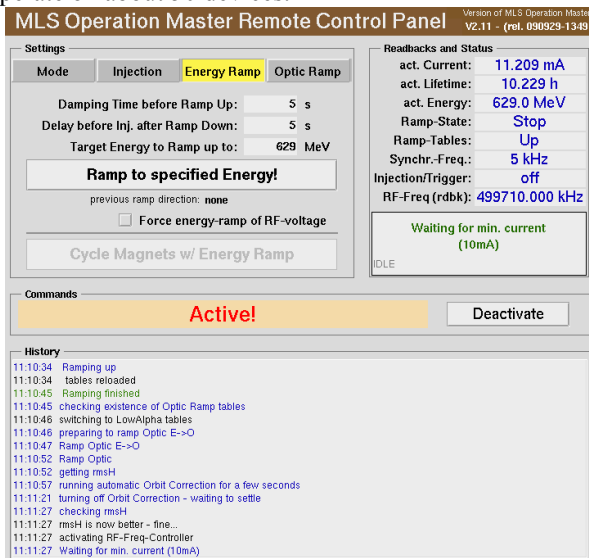 MLS Operation Master Remote Control Panel
Version of MLS Operation Master
V2.11 - (rel. 090929-1349
Settings
Mode Injection Energy Ramp Optic Ramp
Damping Time before Ramp Up: 5 s
Delay before Inj. after Ramp Down: 5 s
Target Energy to Ramp up to: 629 MeV
Ramp to specified Energy!
previous ramp direction: none
Force energy-ramp of RF-voltage
Cycle Magnets w/ Energy Ramp
Readbacks and Status
act. Current: 11.209 mA
act. Lifetime: 10.229 h
act. Energy: 629.0 MeV
Ramp-State: Stop
Ramp-Tables: Up
Synchr.-Freq.: 5 kHz
Injection/Trigger: off
RF-Freq (rdbk): 499710.000 kHz
Waiting for min. current
(10mA)
IDLE
Commands
Active!
Deactivate
History
11:10:34 Ramping up
11:10:34 tables reloaded
11:10:45 Ramping finished
11:10:45 checking existence of Optic Ramp tables
11:10:46 switching to LowAlpha tables
11:10:46 preparing to ramp Optic E->O
11:10:47 Ramp Optic E->O
11:10:52 Ramp Optic
11:10:52 getting rmsH
11:10:57 running automatic Orbit Correction for a few seconds
11:11:21 turning off Orbit Correction - waiting to settle
11:11:27 checking rmsH
11:11:27 rmsH is now better - fine...
11:11:27 activating RF-Freq-Controller
11:11:27 Waiting for min. current (10mA)